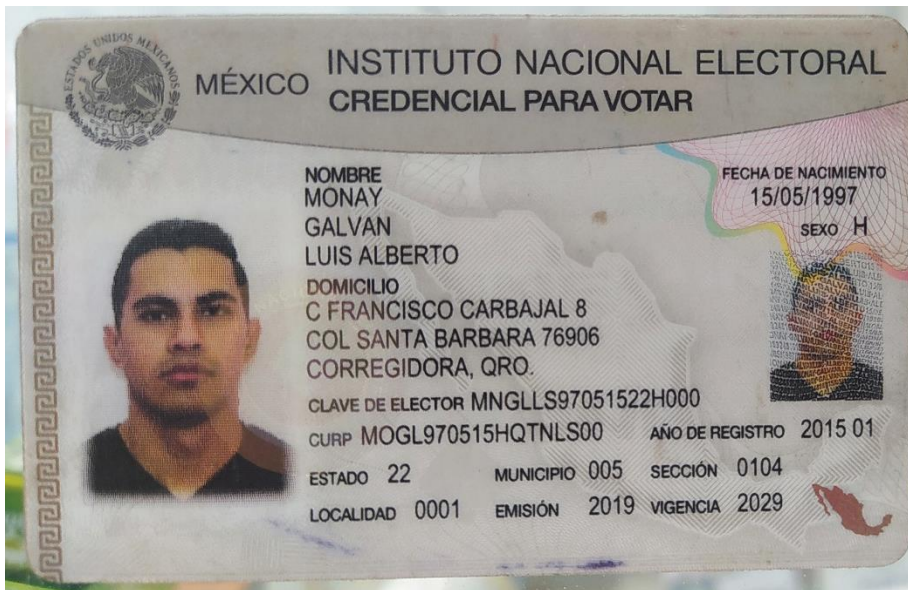 ESTADOS UNIDOS MEXICANOS
MÉXICO
INSTITUTO NACIONAL ELECTORAL
CREDENCIAL PARA VOTAR
NOMBRE
MONAY
GALVAN
LUIS ALBERTO
FECHA DE NACIMIENTO
15/05/1997
SEXO H
DOMICILIO
C FRANCISCO CARBAJAL 8
COL SANTA BARBARA 76906
CORREGIDORA, QRO.
CLAVE DE ELECTOR MNGLLS97051522H000
CURP MOGL970515HQTNLS00 AÑO DE REGISTRO 2015 01
ESTADO 22 MUNICIPIO 005 SECCIÓN 0104
LOCALIDAD 0001 EMISIÓN 2019 VIGENCIA 2029